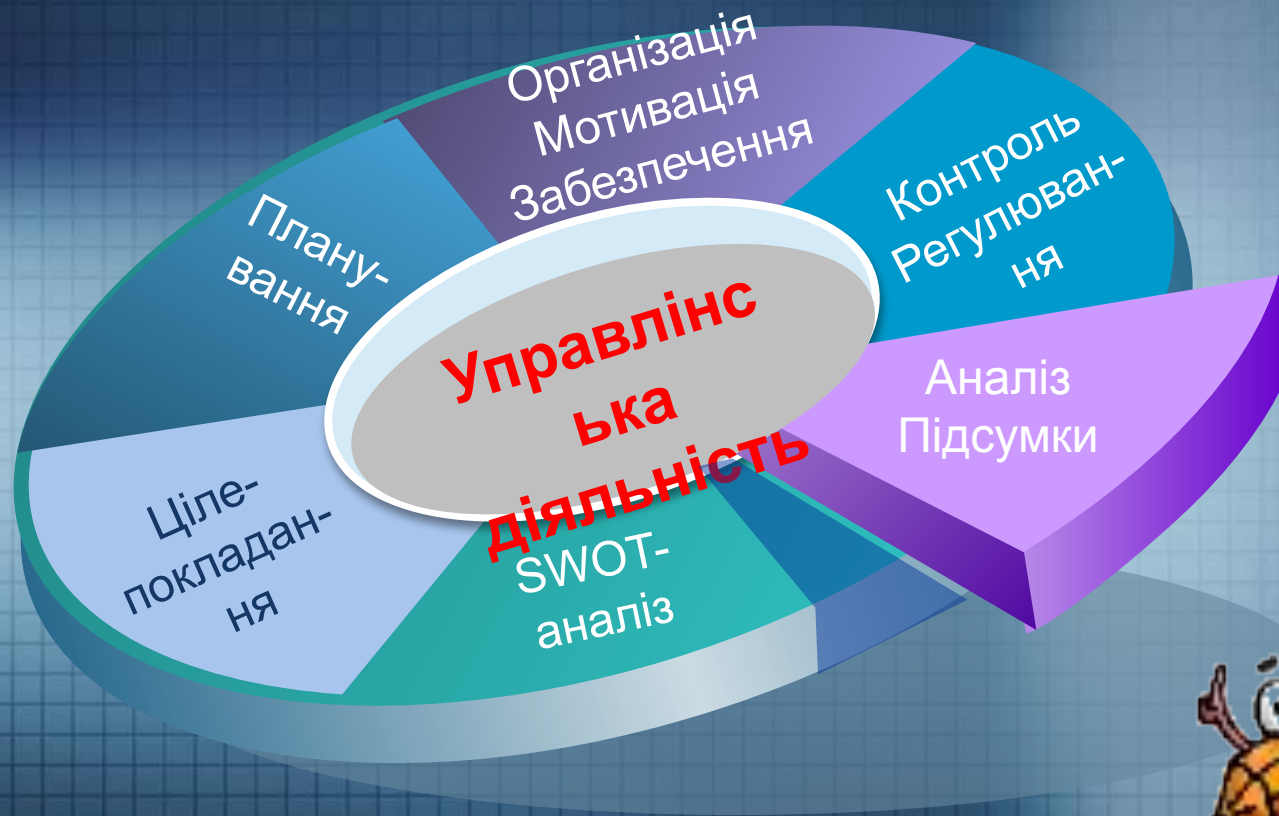 Організація
Мотивація
Забезпечення
Контроль
Регулюван-
ня
Плану-
вання
Управлінс
ька
діяльність
Аналіз
Підсумки
Ціле-
покладан-
ня
SWOT-
аналіз